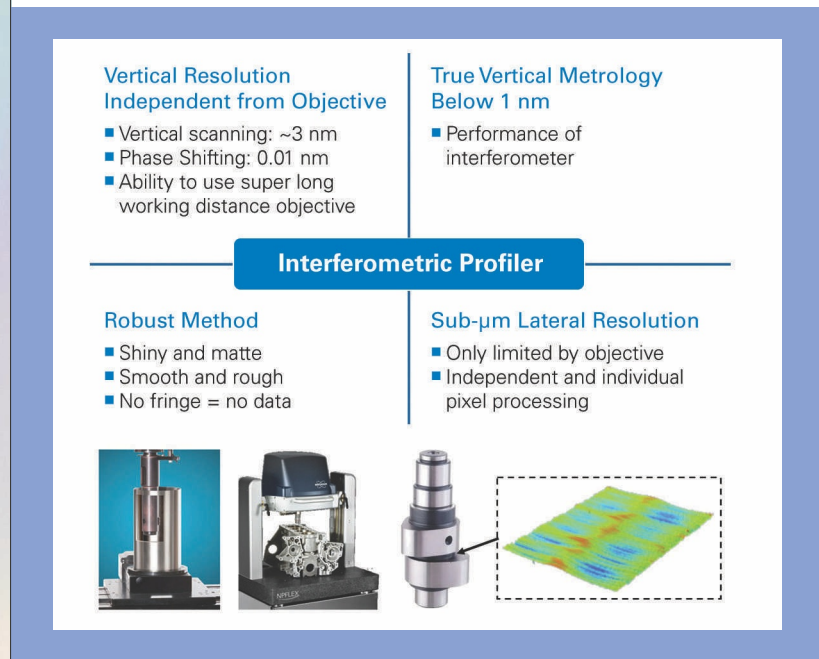 Vertical Resolution
Independent from Objective
■ Vertical scanning: ~3 nm
■ Phase Shifting: 0.01 nm
■ Ability to use super long
working distance objective
True Vertical Metrology
Below 1 nm
■ Performance of
interferometer
Interferometric Profiler
Robust Method
■ Shiny and matte
■ Smooth and rough
■ No fringe = no data
Sub-μm Lateral Resolution
■ Only limited by objective
■ Independent and individual
pixel processing
NPFLEX